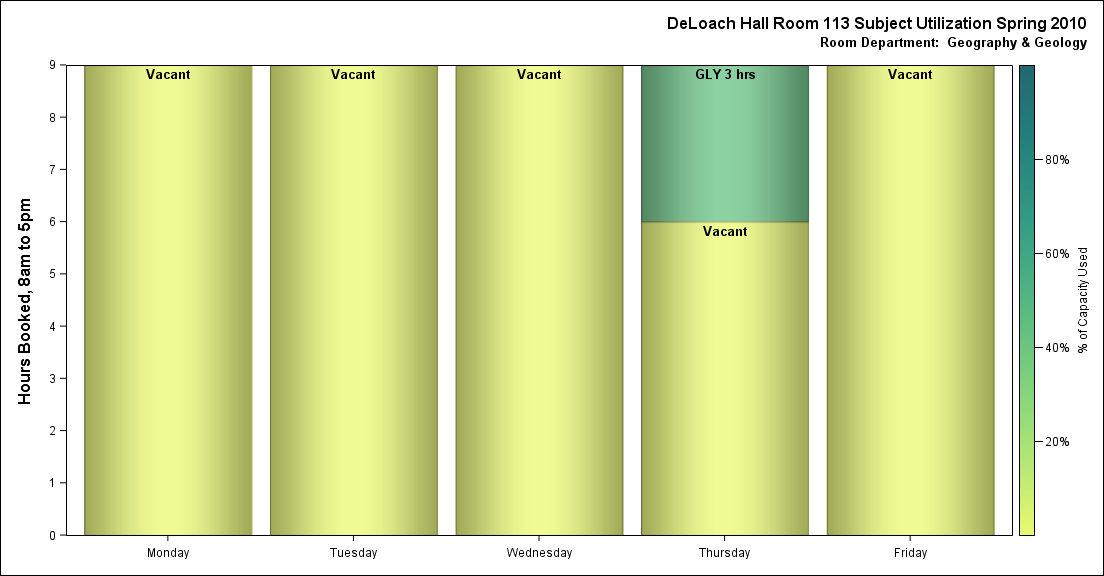 DeLoach Hall Room 113 Subject Utilization Spring 2010
Room Department:  Geography & Geology
Hours Booked, 8am to 5pm
9
8
7
6
5
4
3
2
1
0
Vacant
Vacant
Vacant
GLY 3 hrs
Vacant
Vacant
Monday
Tuesday
Wednesday
Thursday
Friday
80%
60%
40%
20%
% of Capacity Used